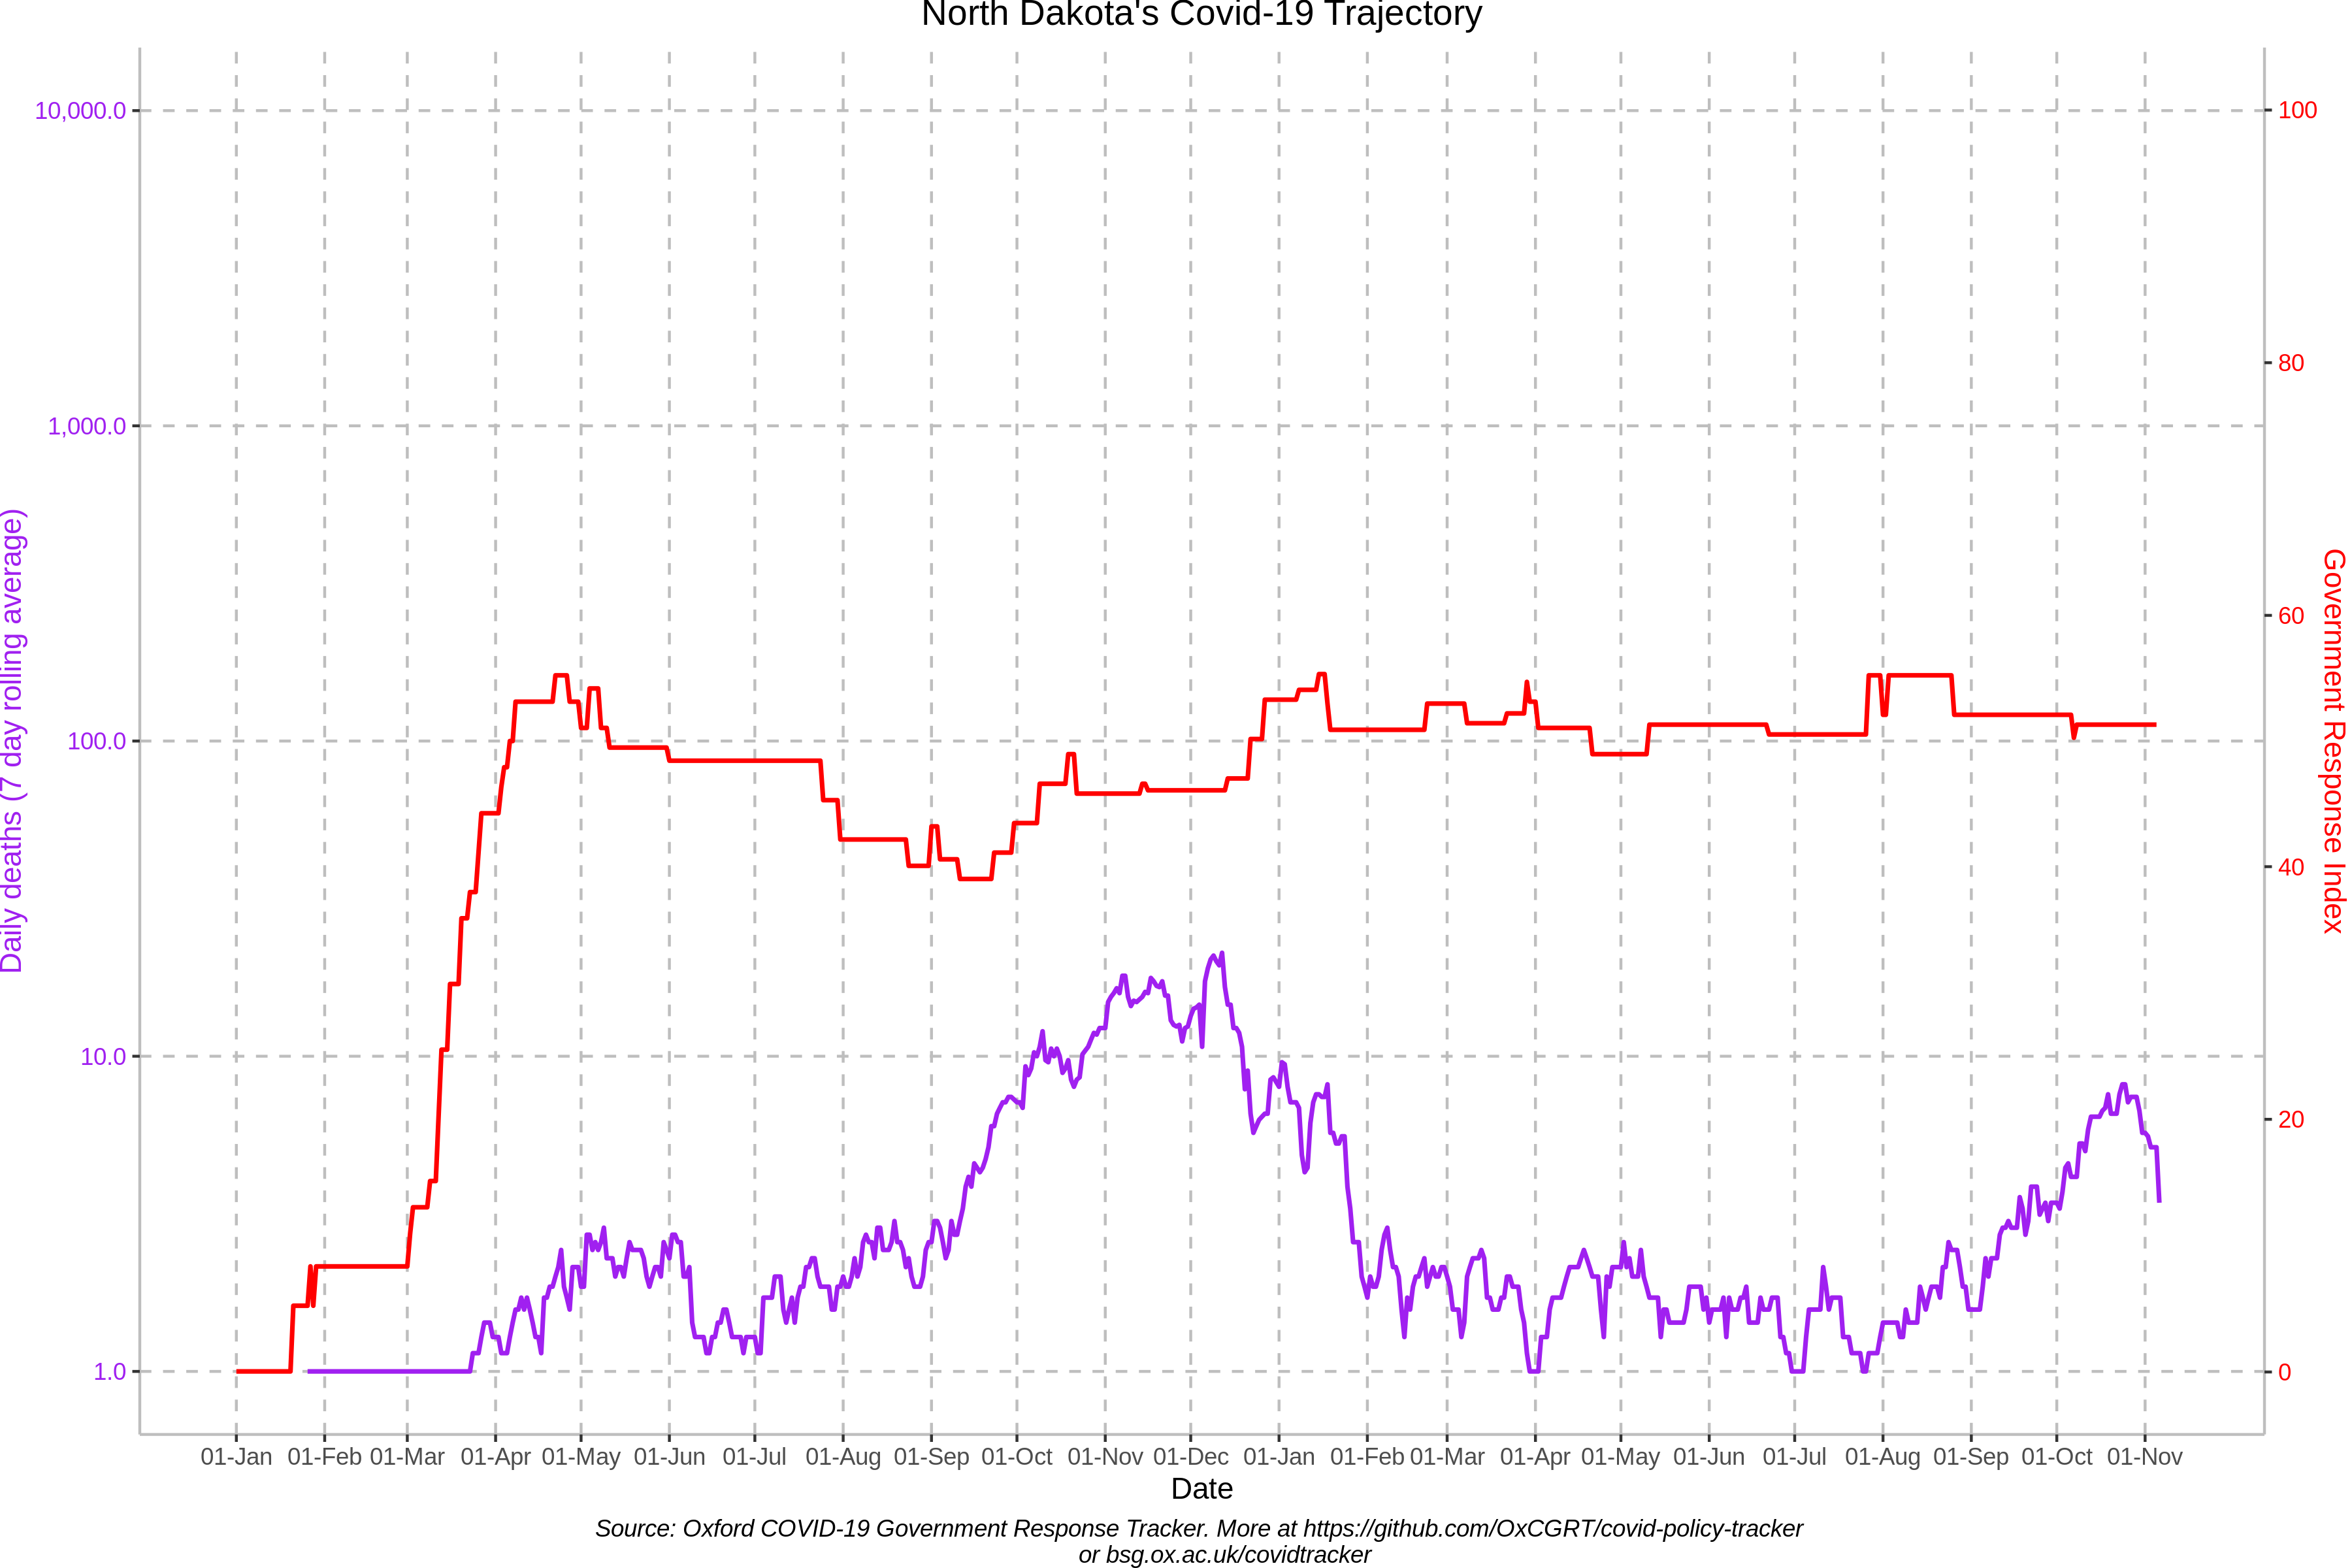 North Dakota's Covid-19 Trajectory
10,000.0
1,000.0
100.0
10.0
1.0
Daily deaths (7 day rolling average)
100
80
60
40
20
0
Government Response Index
01-Jan 01-Feb 01-Mar 01-Apr 01-May 01-Jun 01-Jul 01-Aug 01-Sep 01-Oct 01-Nov 01-Dec 01-Jan 01-Feb 01-Mar 01-Apr 01-May 01-Jun 01-Jul 01-Aug 01-Sep 01-Oct 01-Nov
Date
Source: Oxford COVID-19 Government Response Tracker. More at https://github.com/OxCGRT/covid-policy-tracker
or bsg.ox.ac.uk/covidtracker